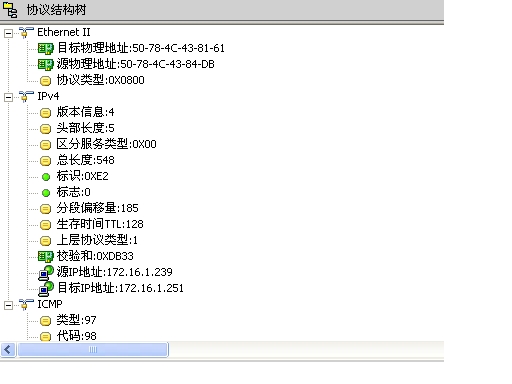 协议结构树
Ethernet II
目标物理地址:50-78-4C-43-81-61
源物理地址:50-78-4C-43-84-DB
协议类型:0X0800
IPv4
版本信息:4
头部长度:5
区分服务类型:0X00
总长度:548
标识:0XE2
标志:0
分段偏移量:185
生存时间TTL:128
上层协议类型:1
校验和:0XDB33
源IP地址:172.16.1.239
目标IP地址:172.16.1.251
ICMP
类型:97
代码:98